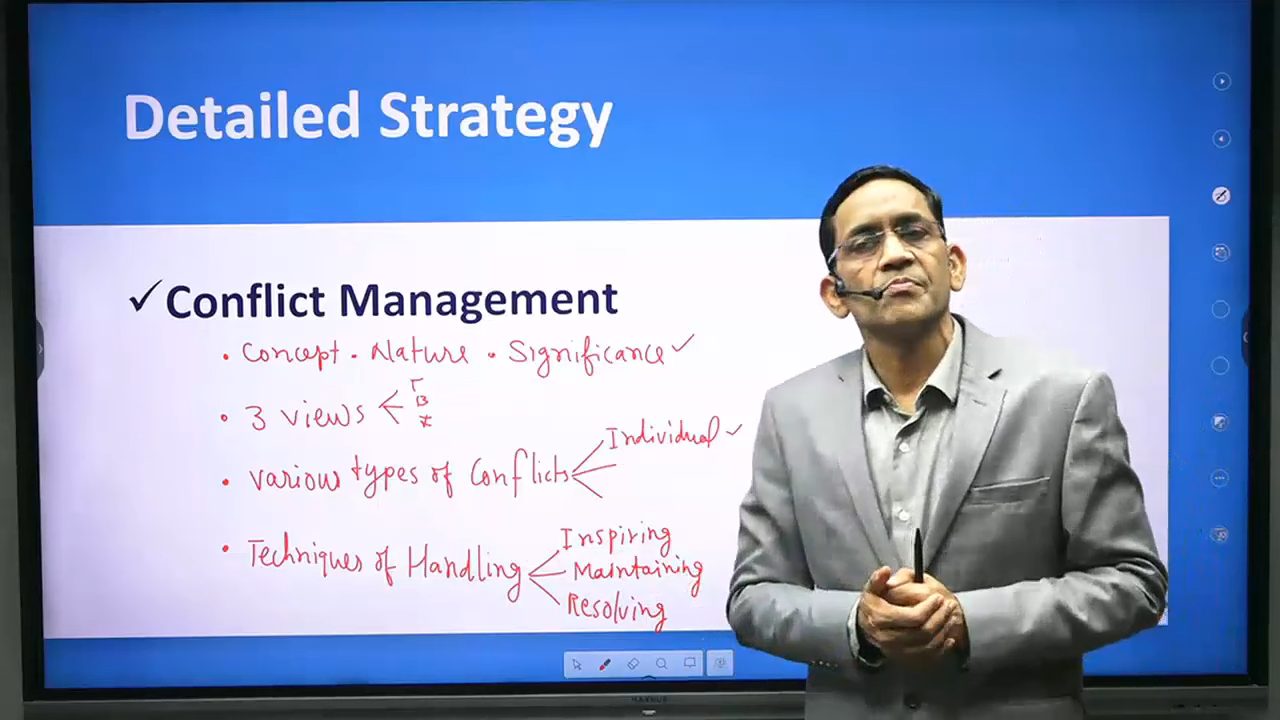 Detailed Strategy
✓Conflict Management
• Concept • Nature • Significance ✓
• 3 views < T
B
I
• various types of Conflicts
Individual ✓
• Techniques of Handling
Inspiring
Maintaining
Resolving